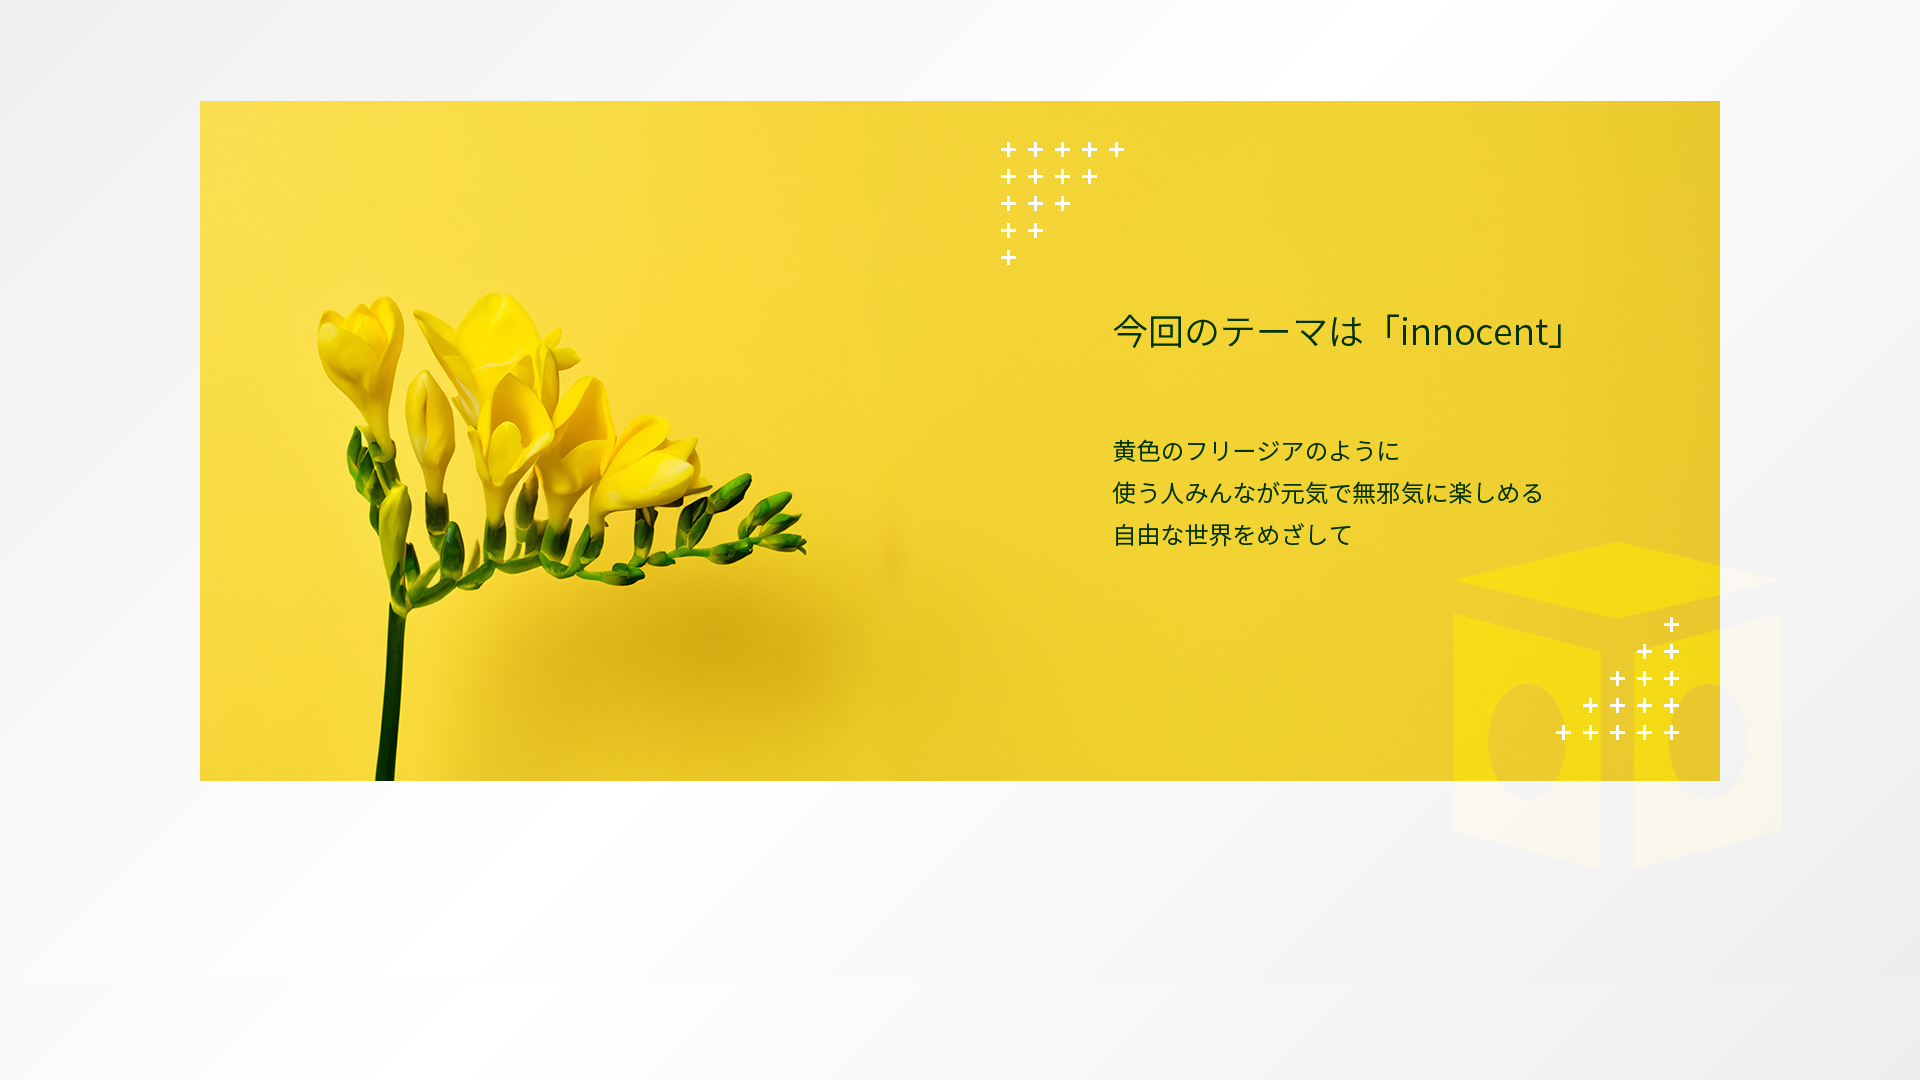 今回のテーマは「innocent」
黄色のフリージアのように
使う人みんなが元気で無邪気に楽しめる
自由な世界をめざして